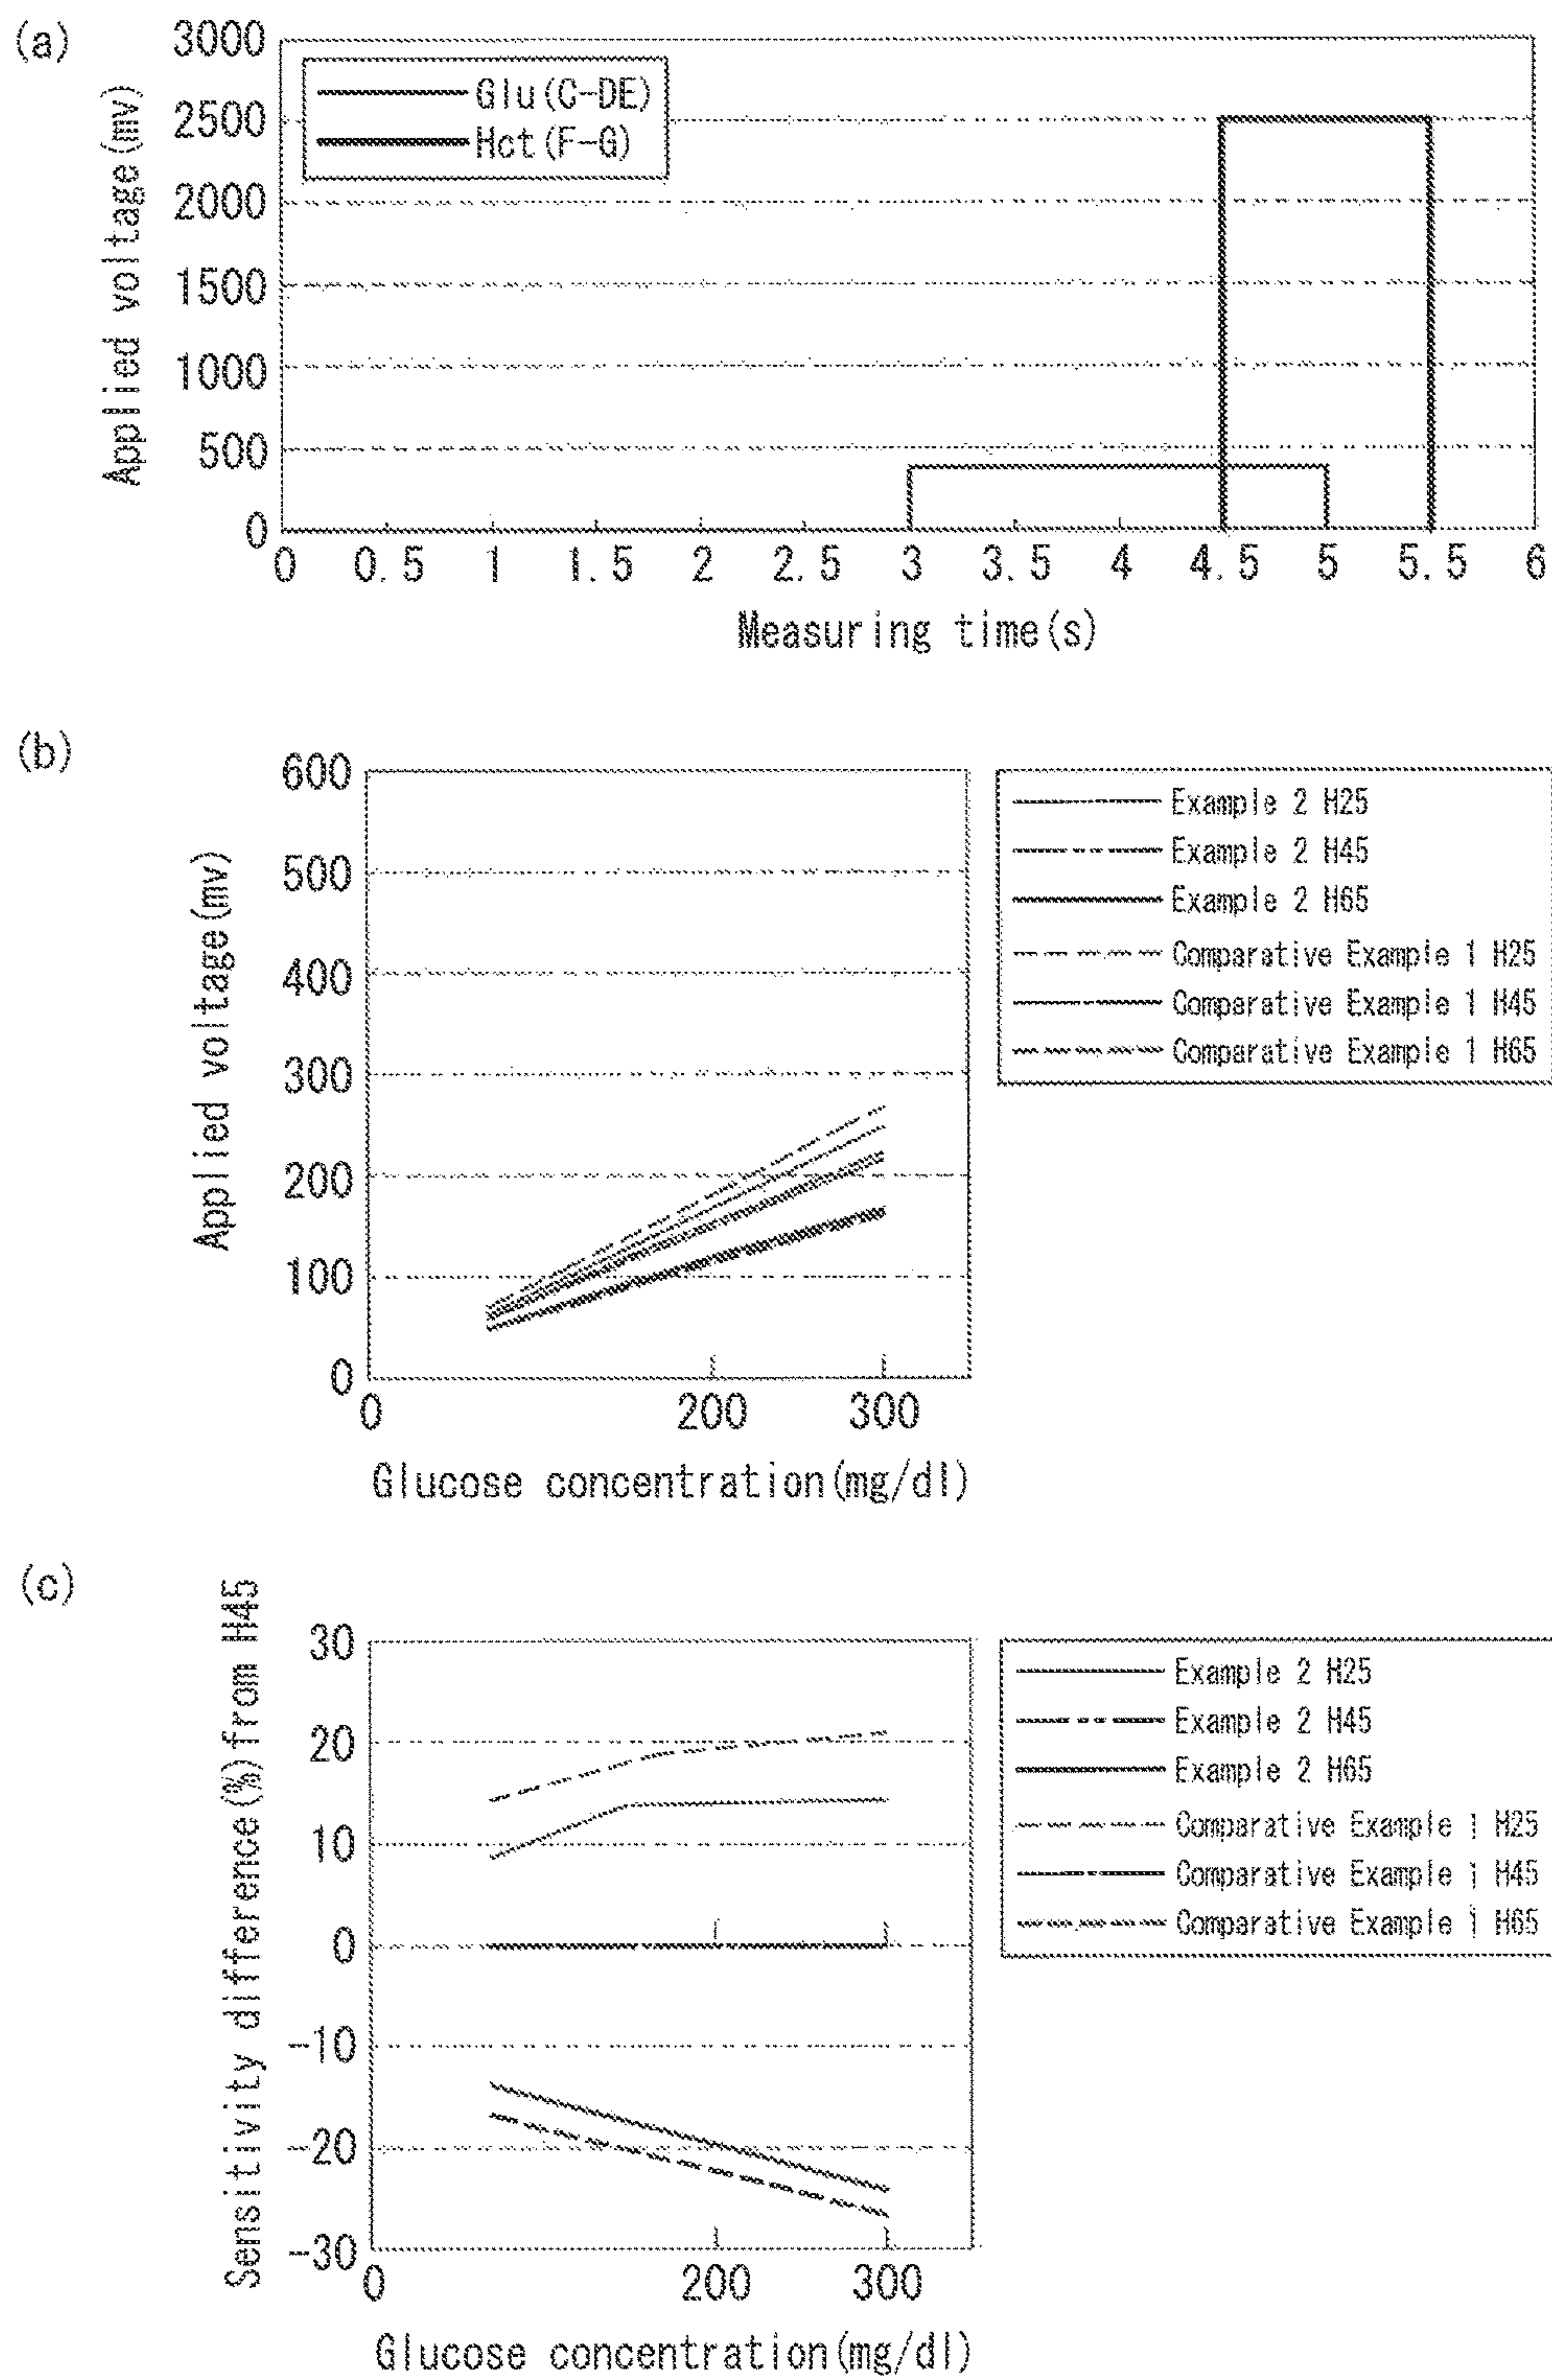 (a)
3000
2500
2000
1500
1000
500
0
Applied voltage(mv)
Glu(C-DE)
Hct(F-G)
0 0.5 1 1.5 2 2.5 3 3.5 4 4.5 5 5.5 6
Measuring time(s)
(b)
600
500
400
300
200
100
0
Applied voltage(mv)
0 200 300
Glucose concentration(mg/dl)
Example 2 H25
Example 2 H45
Example 2 H65
Comparative Example 1 H25
Comparative Example 1 H45
Comparative Example 1 H65
(c)
30
20
10
0
-10
-20
-30
Sensitivity difference(%)from H45
0 200 300
Glucose concentration(mg/dl)
Example 2 H25
Example 2 H45
Example 2 H65
Comparative Example 1 H25
Comparative Example 1 H45
Comparative Example 1 H65